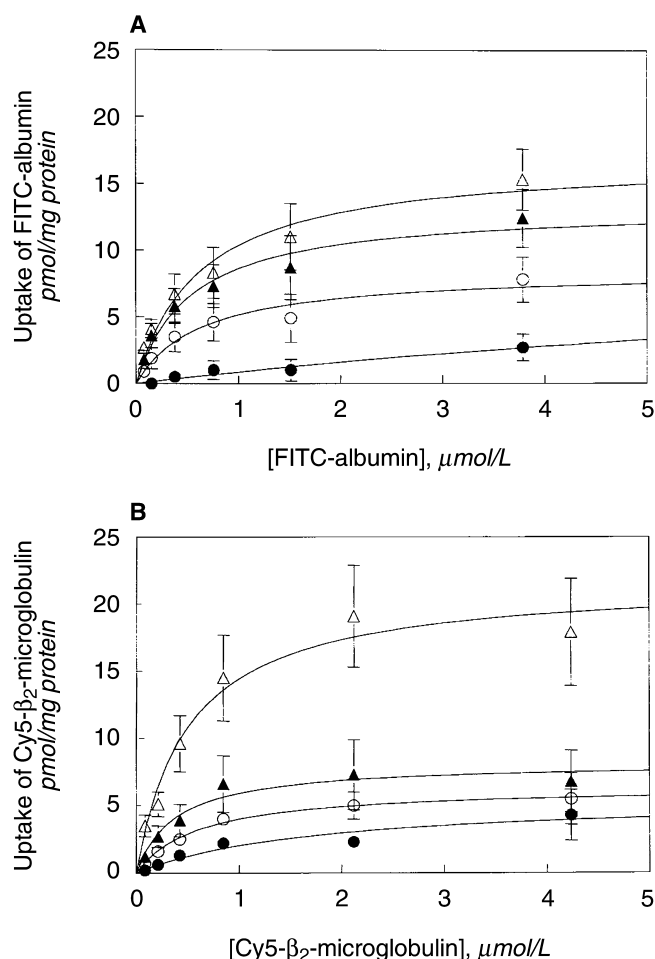 A
25
20
15
10
5
0
Uptake of FITC-albumin
pmol/mg protein
0 1 2 3 4 5
[FITC-albumin], μmol/L
B
25
20
15
10
5
0
Uptake of Cy5-β₂-microglobulin
pmol/mg protein
0 1 2 3 4 5
[Cy5-β₂-microglobulin], μmol/L